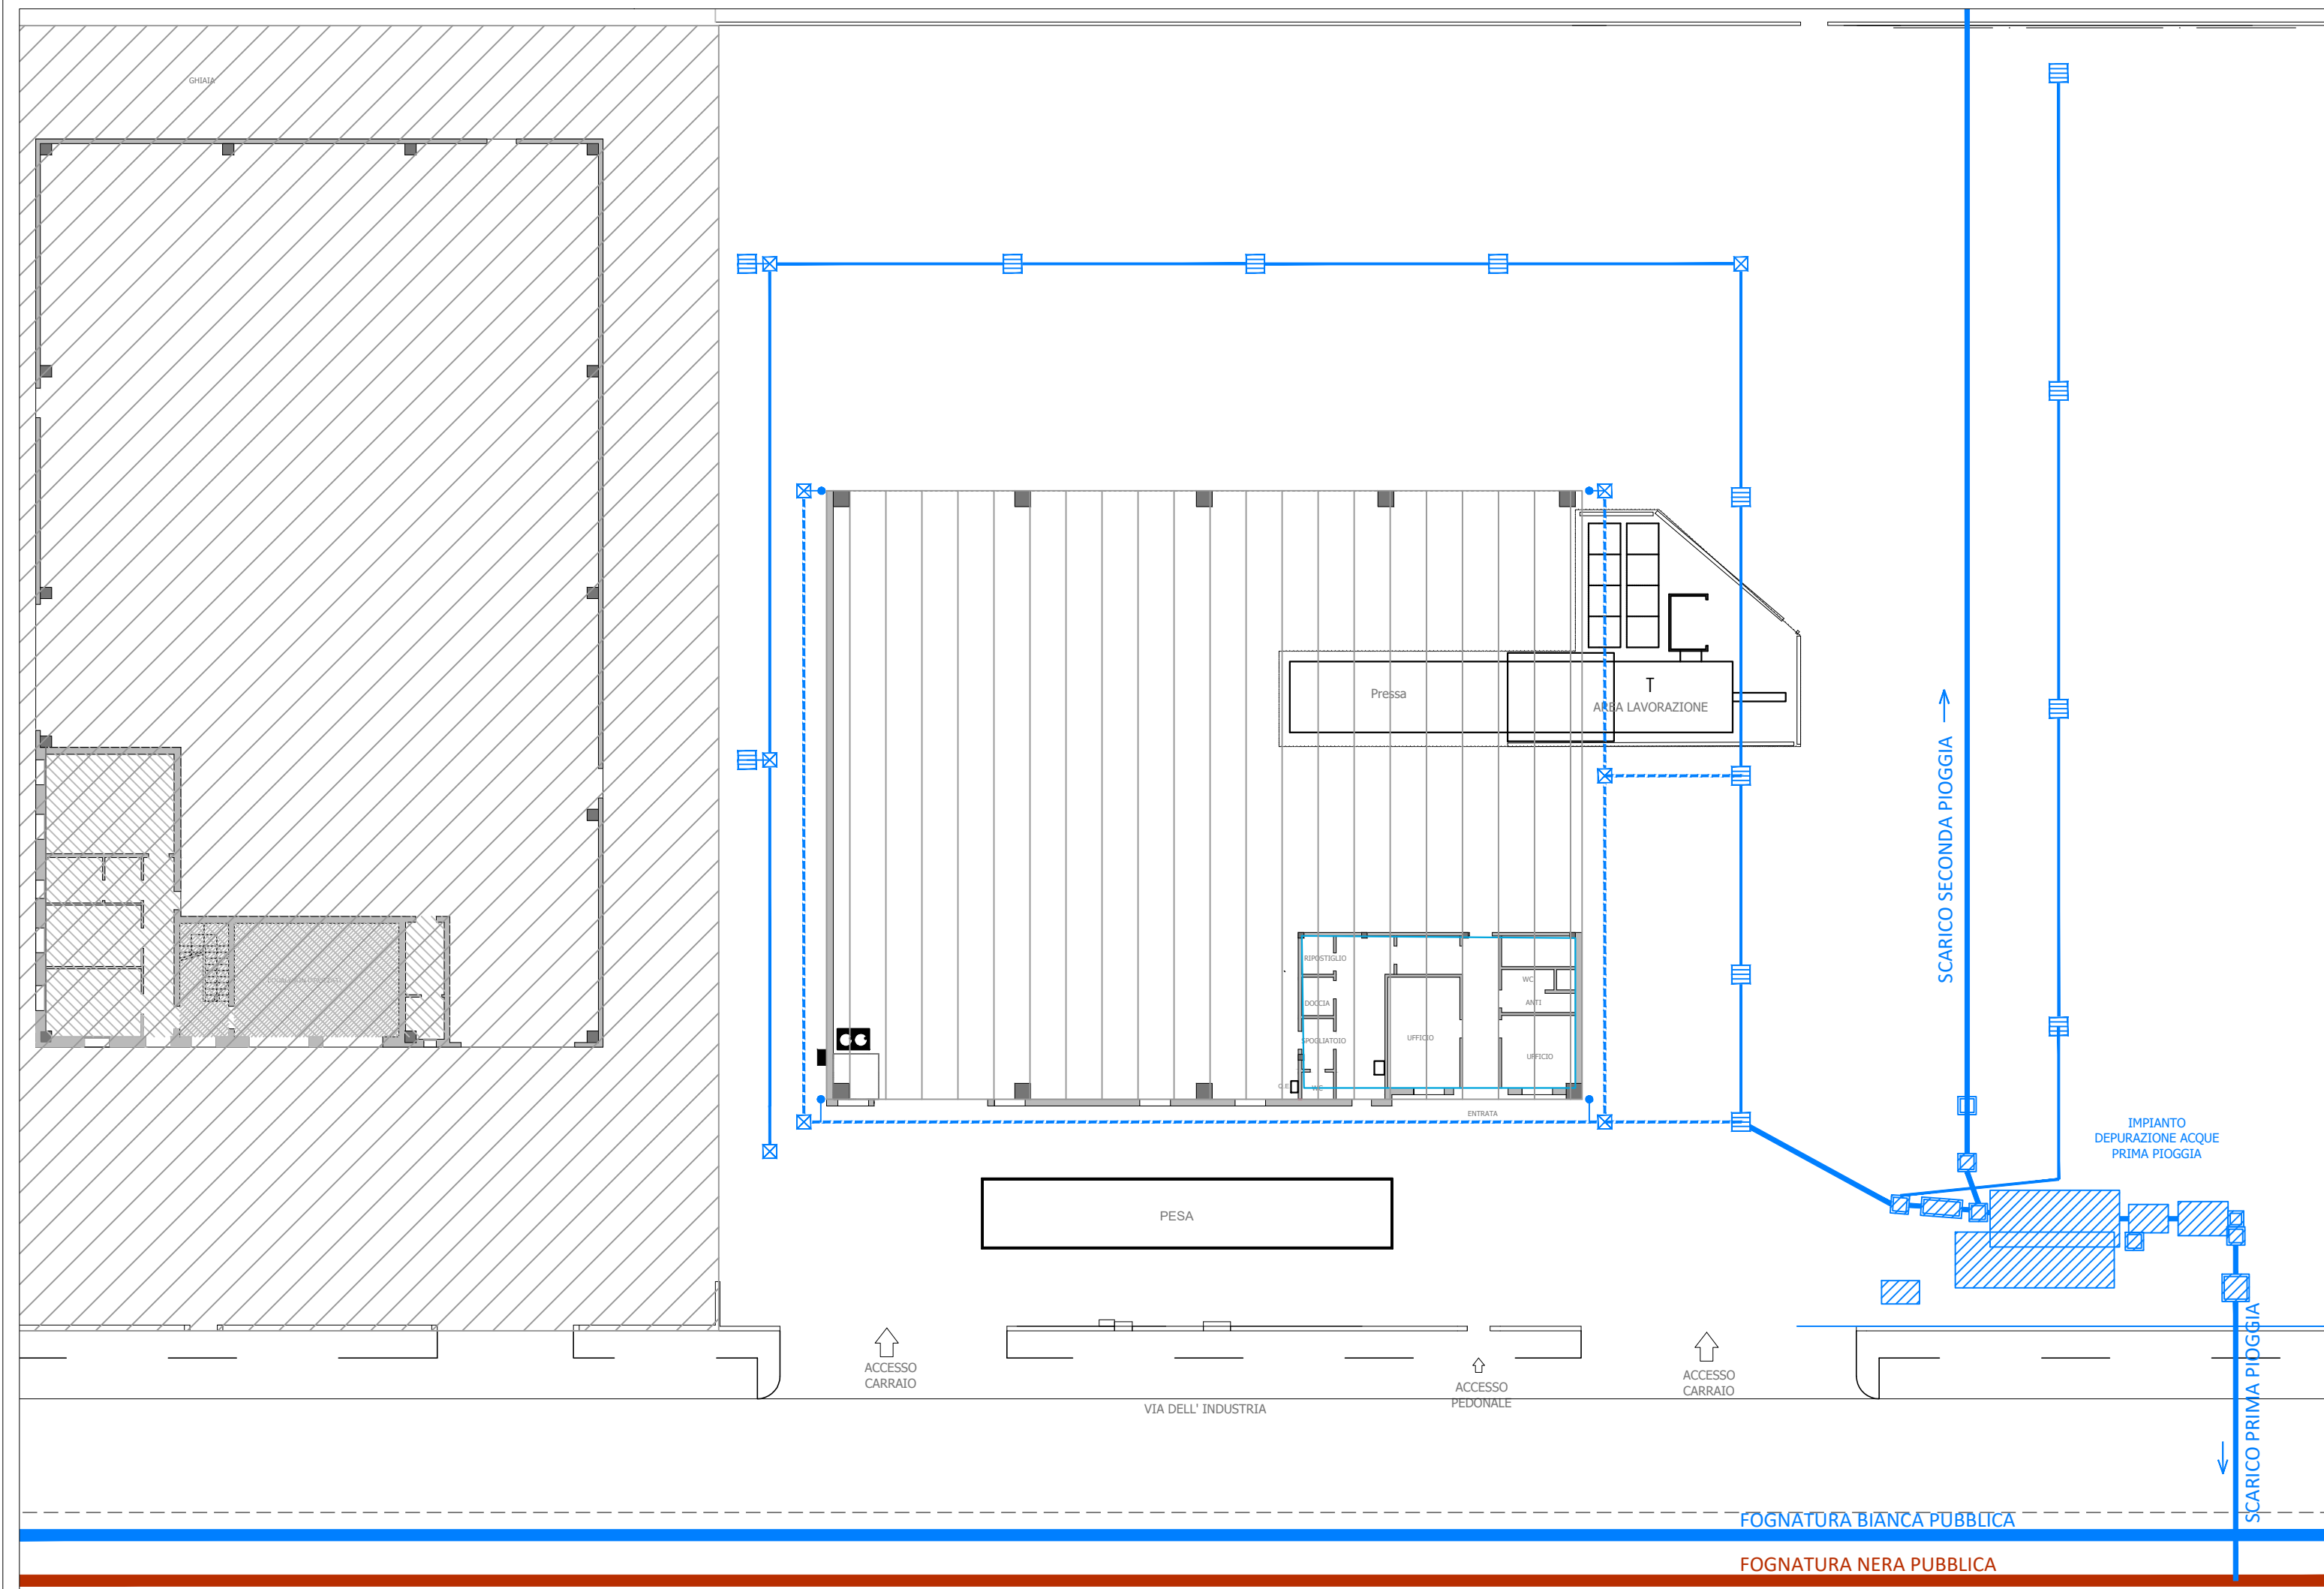 GHIAIA
Pressa
T
AREA LAVORAZIONE
SCARICO SECONDA PIOGGIA
RIPOSTIGLIO
WC
DOCCIA
ANTI
SPOGLIATOIO
UFFICIO
UFFICIO
WC
ENTRATA
IMPIANTO
DEPURAZIONE ACQUE
PRIMA PIOGGIA
PESA
SCARICO PRIMA PIOGGIA
ACCESSO
CARRAIO
ACCESSO
PEDONALE
ACCESSO
CARRAIO
VIA DELL' INDUSTRIA
FOGNATURA BIANCA PUBBLICA
FOGNATURA NERA PUBBLICA